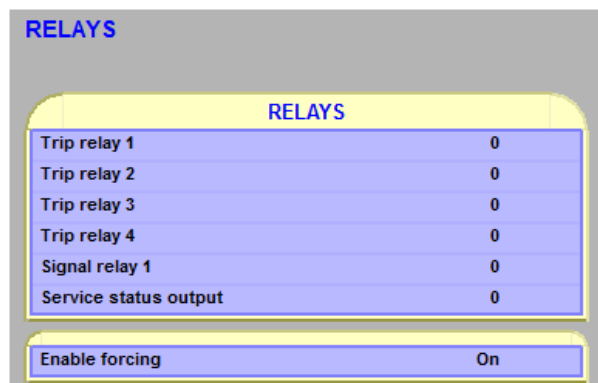 RELAYS
RELAYS
Trip relay 1 0
Trip relay 2 0
Trip relay 3 0
Trip relay 4 0
Signal relay 1 0
Service status output 0
Enable forcing On